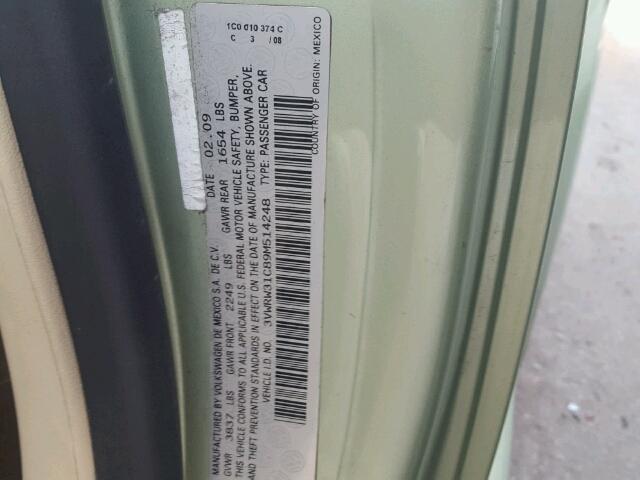 1C0 010 374 C
C 3 /08
MANUFACTURED BY VOLKSWAGEN DE MEXICO S.A. DE C.V. DATE 02.09
GVWR 3837 LBS GAWR FRONT 2249 LBS GAWR REAR 1654 LBS
THIS VEHICLE CONFORMS TO ALL APPLICABLE U.S. FEDERAL MOTOR VEHICLE SAFETY, BUMPER,
AND THEFT PREVENTION STANDARDS IN EFFECT ON THE DATE OF MANUFACTURE SHOWN ABOVE.
VEHICLE I.D. NO. 3VWRW31C89M514248 TYPE: PASSENGER CAR
COUNTRY OF ORIGIN: MEXICO